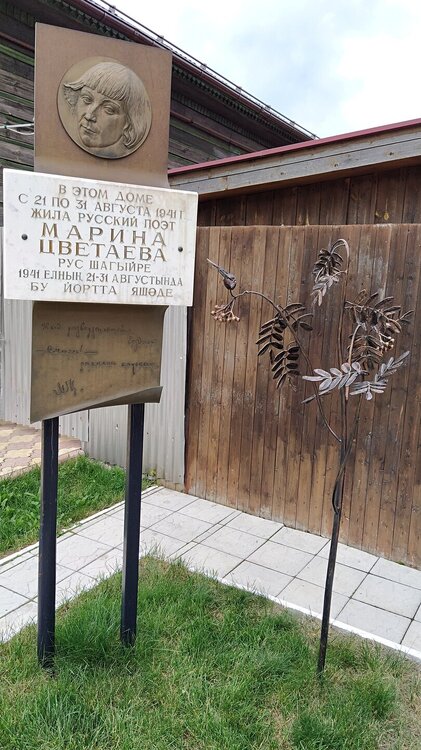 В ЭТОМ ДОМЕ
С 21 ПО 31 АВГУСТА 1941 Г.
ЖИЛА РУССКИЙ ПОЭТ
МАРИНА
ЦВЕТАЕВА
РУС ШАГЫЙРЕ
1941 ЕЛНЫҢ 21-31 АВГУСТЫНДА
БУ ЙОРТТА ЯШӘДЕ